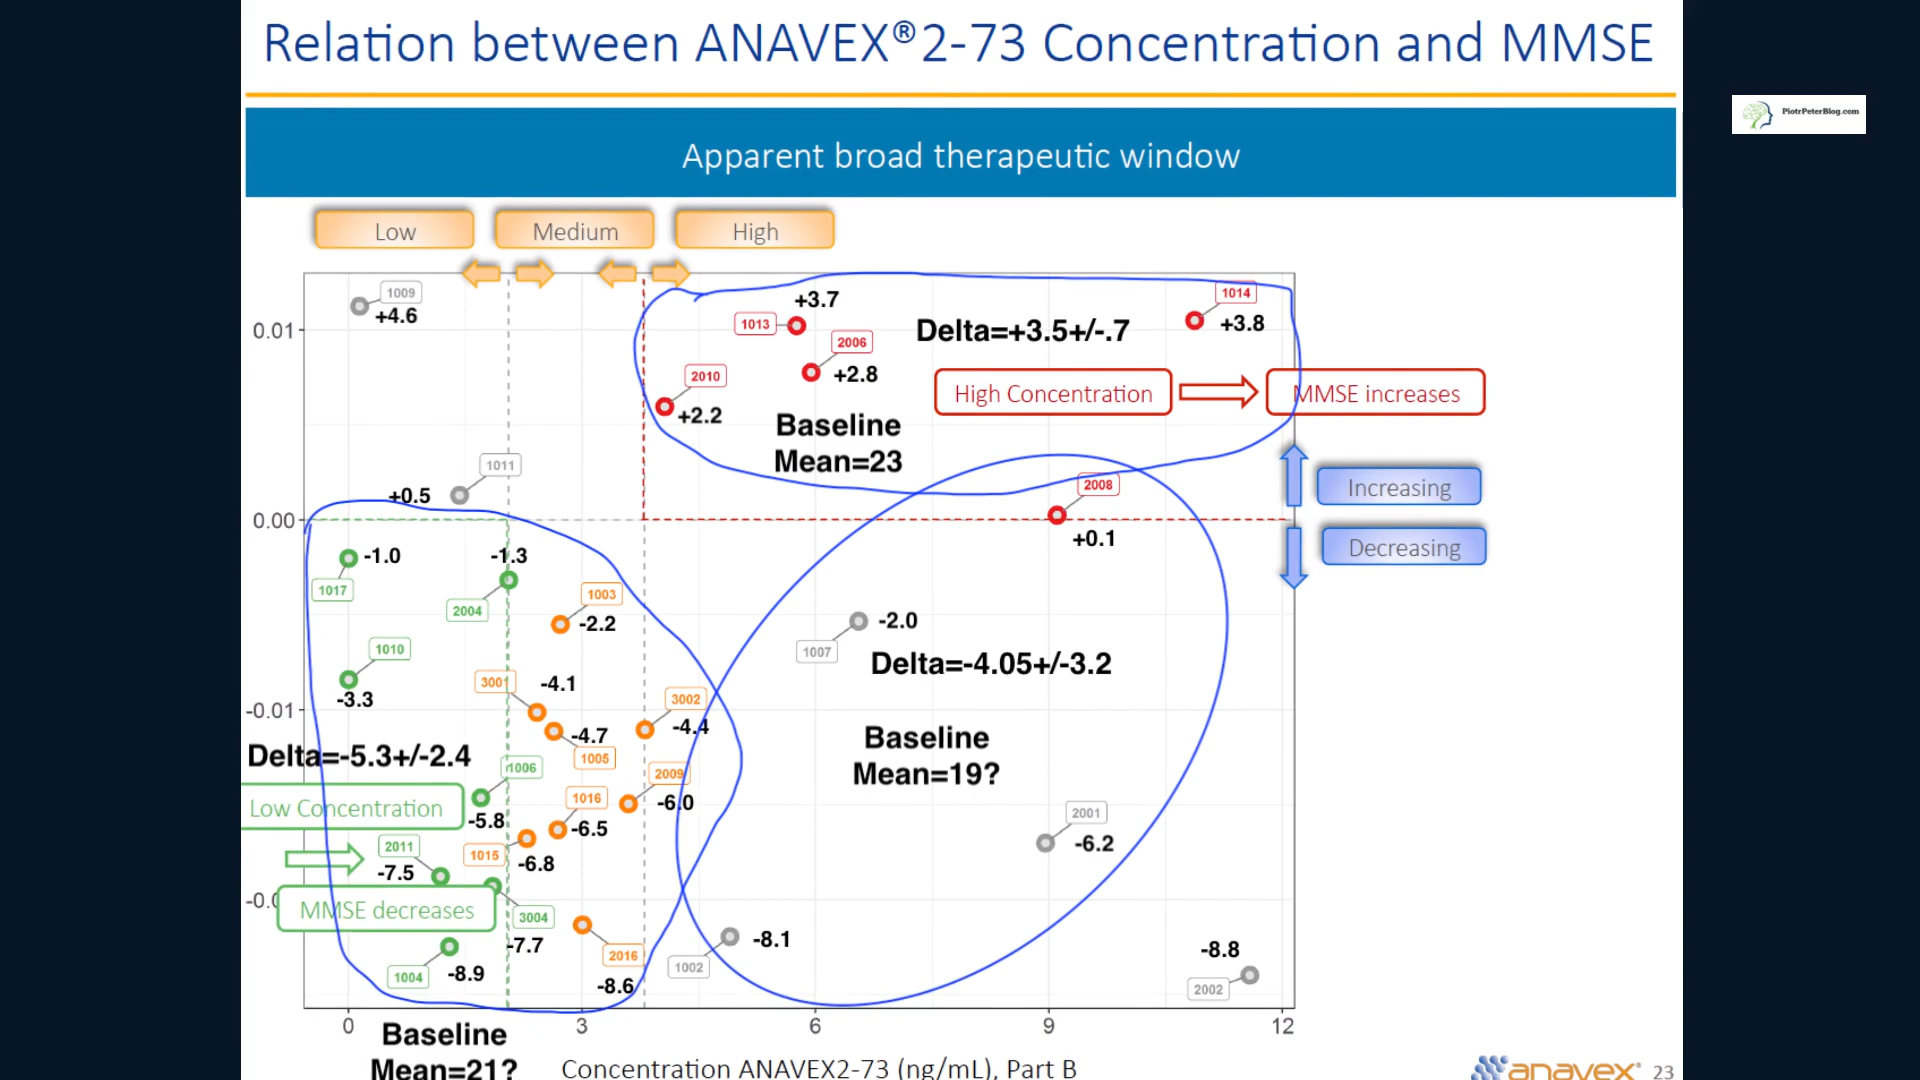 Relation between ANAVEX®2-73 Concentration and MMSE
PiotrPeterBlog.com
Apparent broad therapeutic window
Low
Medium
High
1009
+4.6
+3.7
1013
2006
+2.8
2010
+2.2
Delta=+3.5+/-.7
1014
+3.8
High Concentration
MMSE increases
Baseline
Mean=23
0.01
1011
+0.5
2008
+0.1
Increasing
Decreasing
0.00
-1.0
1017
-1.3
2004
1003
-2.2
1010
-3.3
3001
-4.1
-4.7
1005
3002
-4.4
1007
-2.0
Delta=-4.05+/-3.2
Baseline
Mean=19?
-0.01
Delta=-5.3+/-2.4
1006
-5.8
2009
-6.0
1016
-6.5
1015
-6.8
Low Concentration
2011
-7.5
MMSE decreases
3004
-7.7
1004
-8.9
2016
-8.6
2001
-6.2
1002
-8.1
-8.8
2002
0
3
6
9
12
Baseline
Mean=21?
Concentration ANAVEX2-73 (ng/mL), Part B
anavex®
23